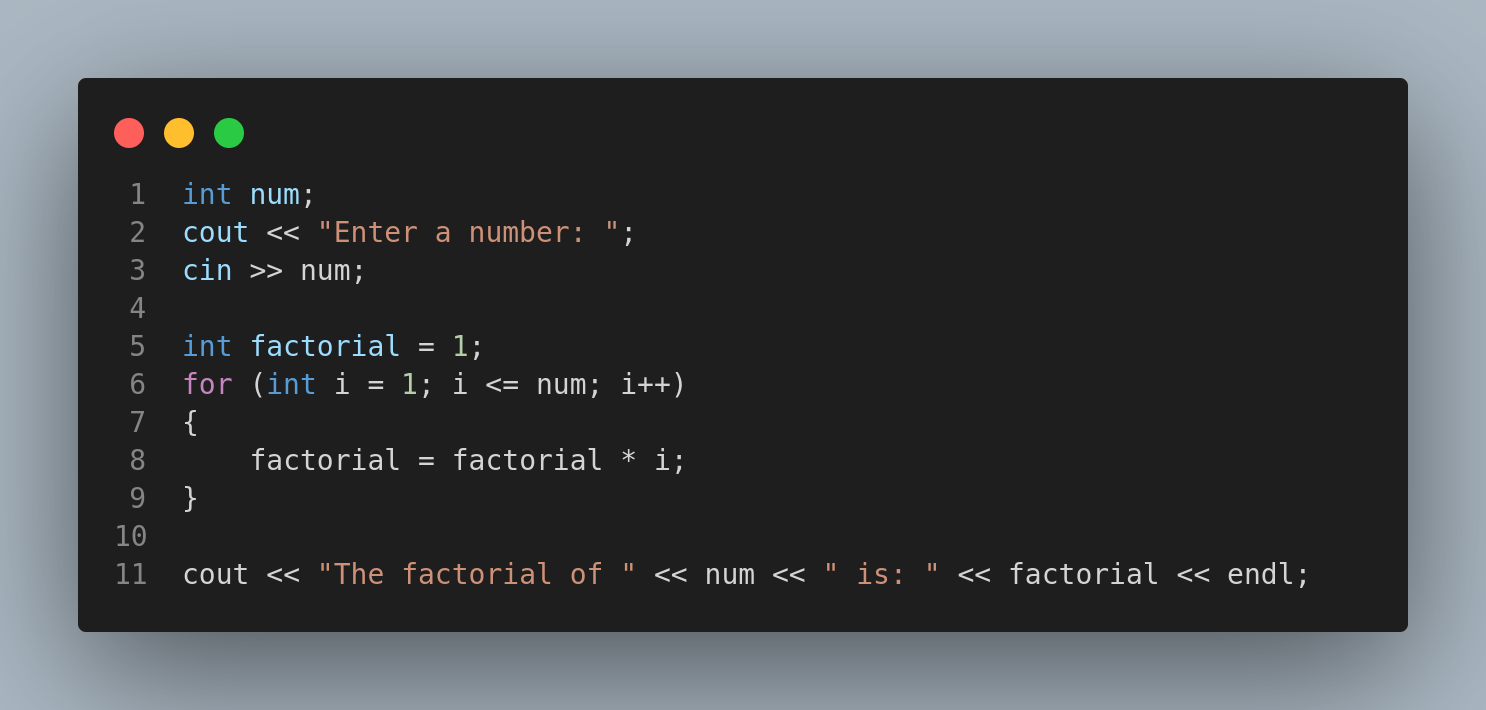 1 int num;
2 cout << "Enter a number: ";
3 cin >> num;
4
5 int factorial = 1;
6 for (int i = 1; i <= num; i++)
7 {
8     factorial = factorial * i;
9 }
10
11 cout << "The factorial of " << num << " is: " << factorial << endl;